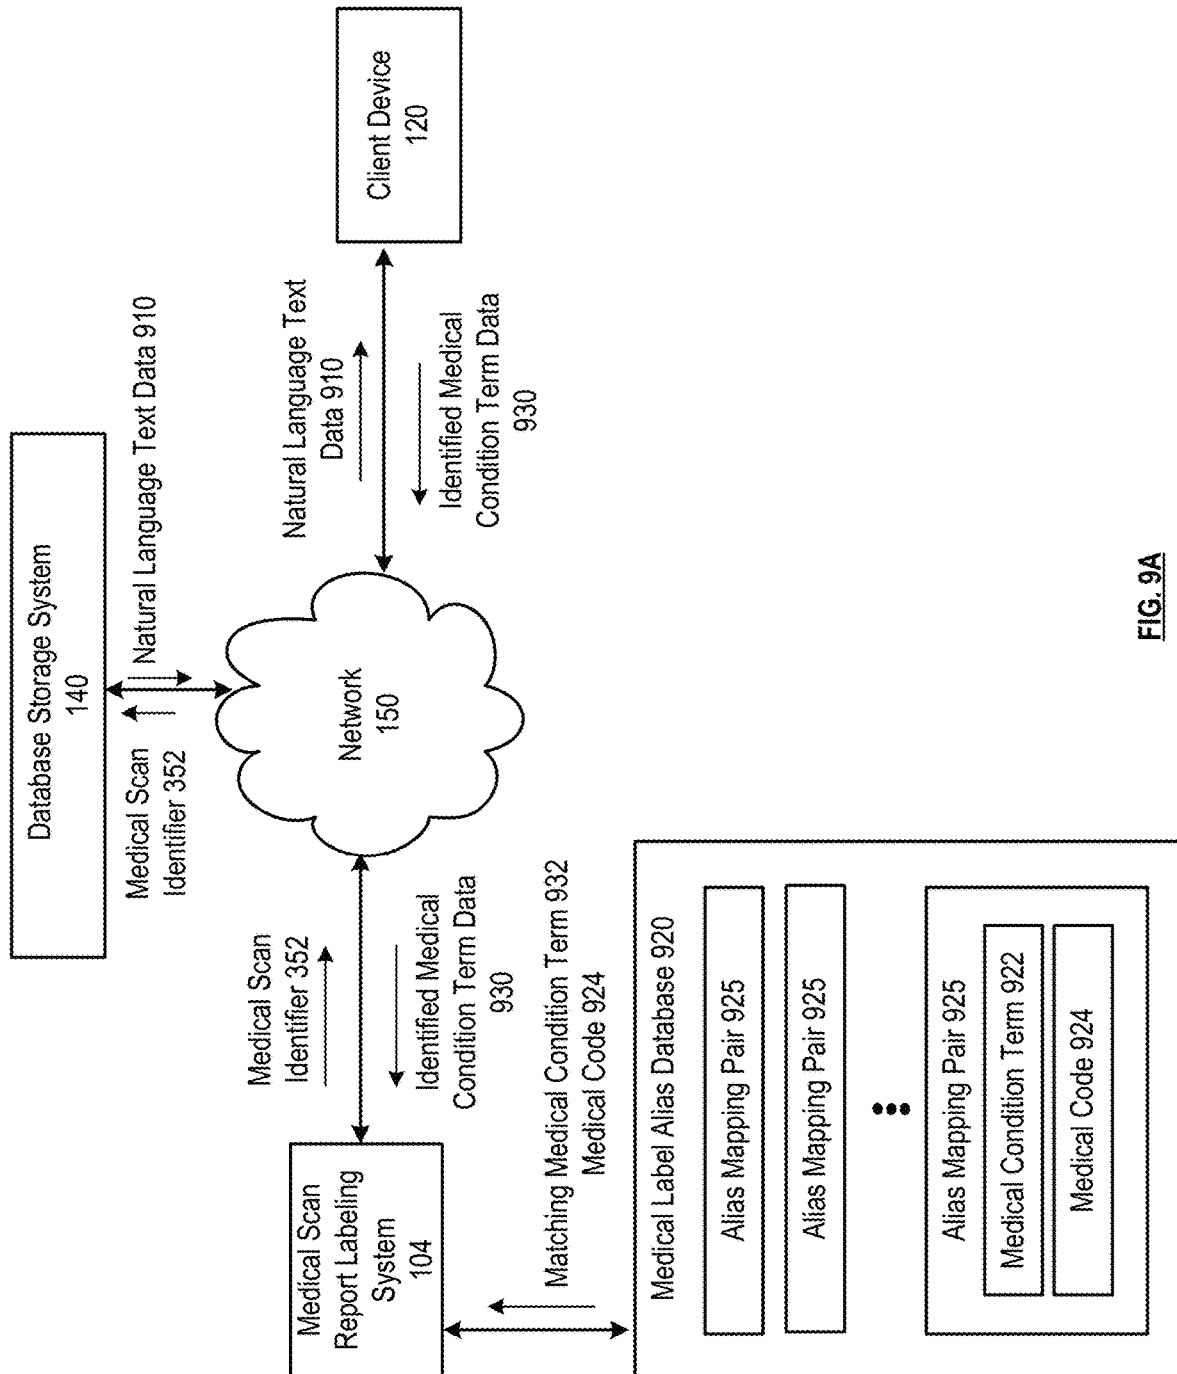 Database Storage System
140
Medical Scan
Identifier 352
Natural Language Text Data 910
Network
150
Natural Language Text
Data 910
Identified Medical
Condition Term Data
930
Client Device
120
Medical Scan
Identifier 352
Identified Medical
Condition Term Data
930
Medical Scan
Report Labeling
System
104
Matching Medical Condition Term 932
Medical Code 924
Medical Label Alias Database 920
Alias Mapping Pair 925
Alias Mapping Pair 925
Alias Mapping Pair 925
Medical Condition Term 922
Medical Code 924
FIG. 9A